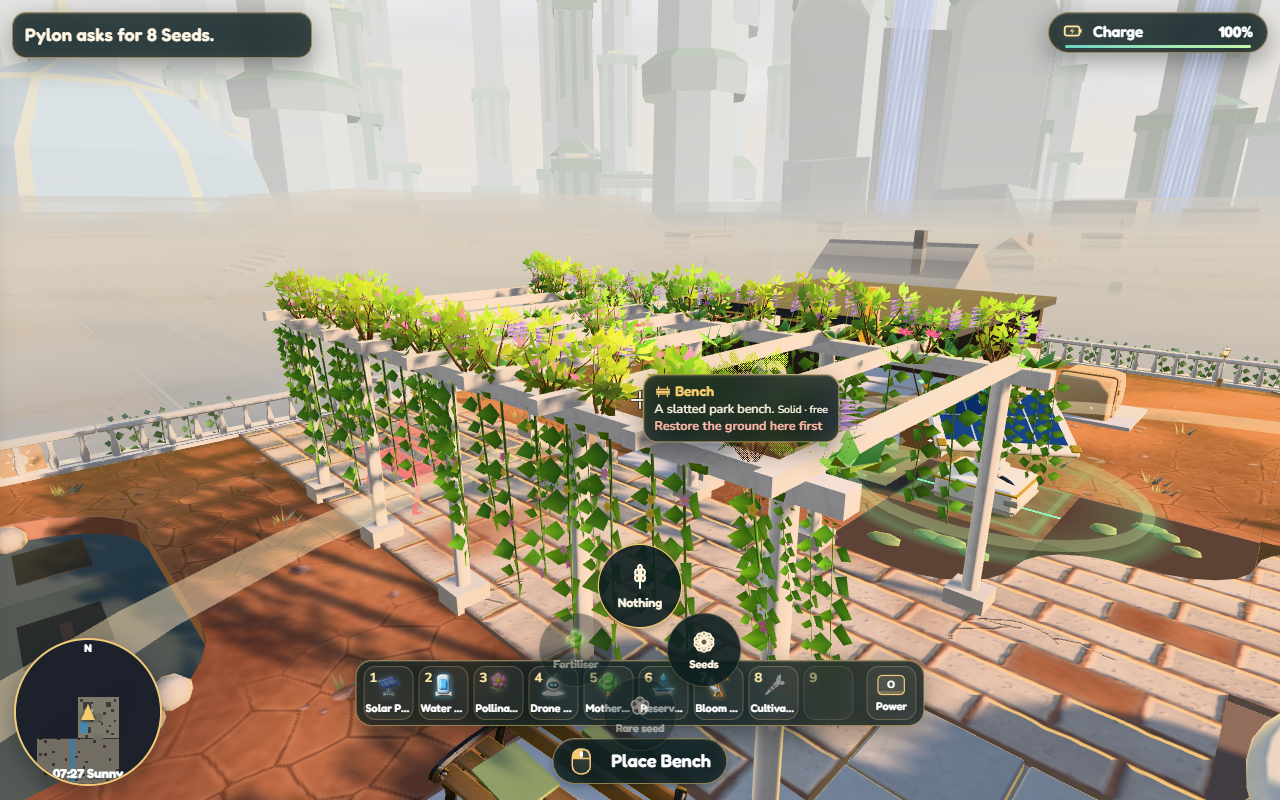 Pylon asks for 8 Seeds.
Charge 100%
Bench
A slatted park bench. Solid · free
Restore the ground here first
Nothing
Fertiliser
Seeds
1 2 3 4 5 6 7 8 9
Solar P... Water ... Pollina... Drone ... Mother... Reserv... Bloom ... Cultiva...
O
Power
Rare seed
Place Bench
N
07:27 Sunny